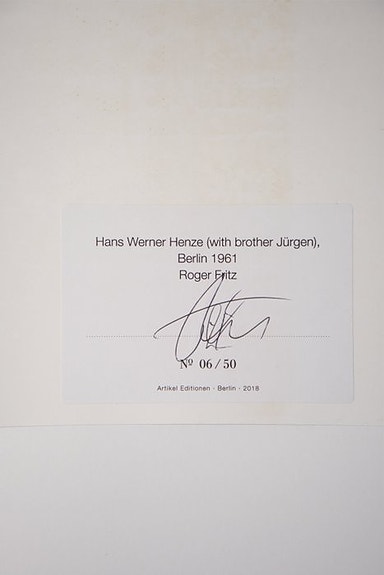 Hans Werner Henze (with brother Jürgen),
Berlin 1961
Roger Fritz
Nº 06/50
Artikel Editionen - Berlin - 2018